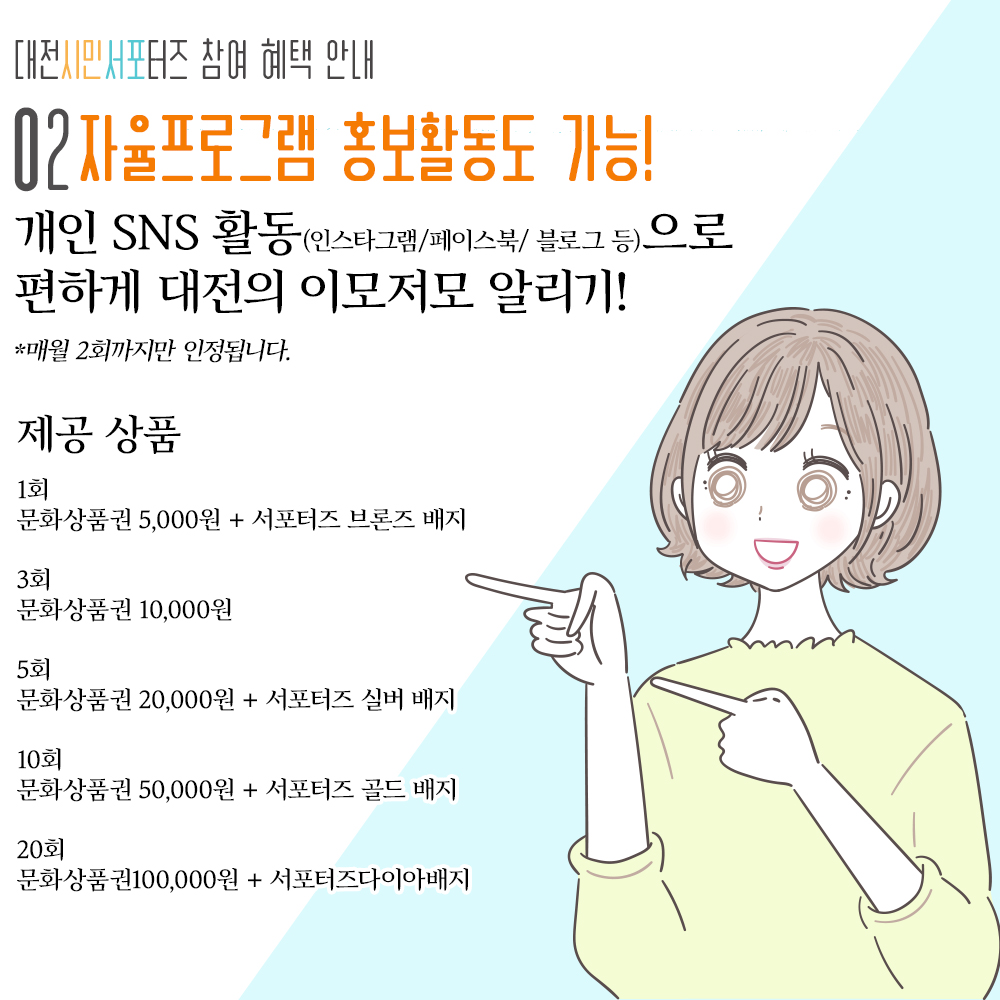 대전시민서포터즈 참여 혜택 안내
02 자율프로그램 홍보활동도 가능!
개인 SNS 활동(인스타그램/페이스북/ 블로그 등)으로
편하게 대전의 이모저모 알리기!
*매월 2회까지만 인정됩니다.
제공 상품
1회
문화상품권 5,000원 + 서포터즈 브론즈 배지
3회
문화상품권 10,000원
5회
문화상품권 20,000원 + 서포터즈 실버 배지
10회
문화상품권 50,000원 + 서포터즈 골드 배지
20회
문화상품권100,000원 + 서포터즈다이아배지